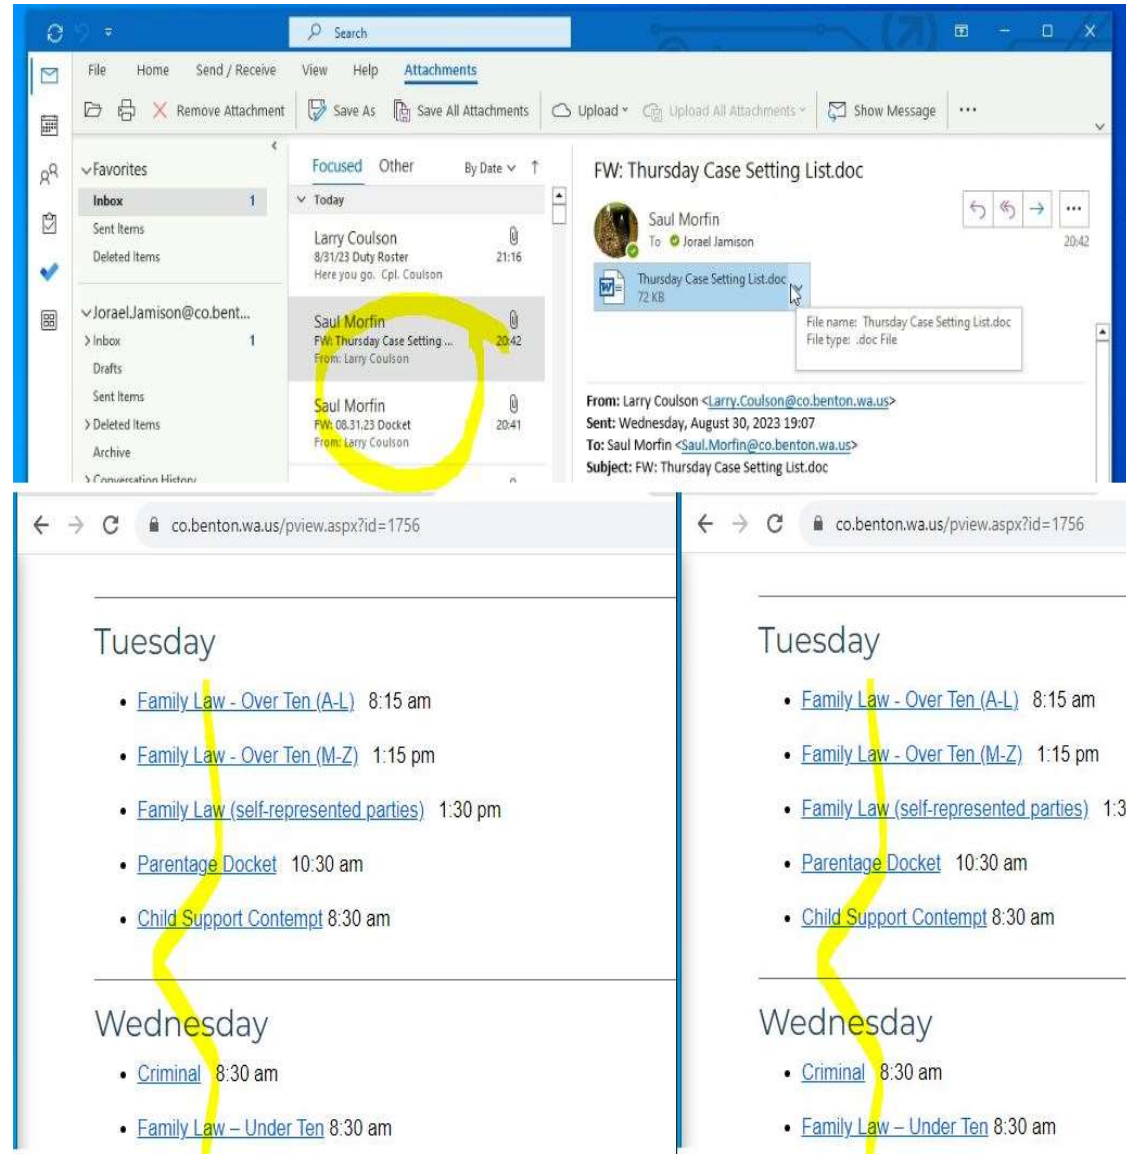 Search
File Home Send / Receive View Help Attachments
Remove Attachment Save As Save All Attachments Upload Upload All Attachments Show Message ...
Favorites
Inbox 1
Sent Items
Deleted Items
Jorael.Jamison@co.bent...
Inbox 1
Drafts
Sent Items
Deleted Items
Archive
Conversation History
Focused Other By Date
Today
Larry Coulson
8/31/23 Duty Roster 21:16
Here you go. Cpl. Coulson
Saul Morfin
FW: Thursday Case Setting ... 20:42
From: Larry Coulson
Saul Morfin
FW: 08.31.23 Docket 20:41
From: Larry Coulson
FW: Thursday Case Setting List.doc
Saul Morfin
To Jorael Jamison 20:42
Thursday Case Setting List.doc
72 KB
File name: Thursday Case Setting List.doc
File type: .doc File
From: Larry Coulson <Larry.Coulson@co.benton.wa.us>
Sent: Wednesday, August 30, 2023 19:07
To: Saul Morfin <Saul.Morfin@co.benton.wa.us>
Subject: FW: Thursday Case Setting List.doc
co.benton.wa.us/pview.aspx?id=1756
Tuesday
• Family Law - Over Ten (A-L) 8:15 am
• Family Law - Over Ten (M-Z) 1:15 pm
• Family Law (self-represented parties) 1:30 pm
• Parentage Docket 10:30 am
• Child Support Contempt 8:30 am
Wednesday
• Criminal 8:30 am
• Family Law – Under Ten 8:30 am
co.benton.wa.us/pview.aspx?id=1756
Tuesday
• Family Law - Over Ten (A-L) 8:15 am
• Family Law - Over Ten (M-Z) 1:15 pm
• Family Law (self-represented parties) 1:3
• Parentage Docket 10:30 am
• Child Support Contempt 8:30 am
Wednesday
• Criminal 8:30 am
• Family Law – Under Ten 8:30 am